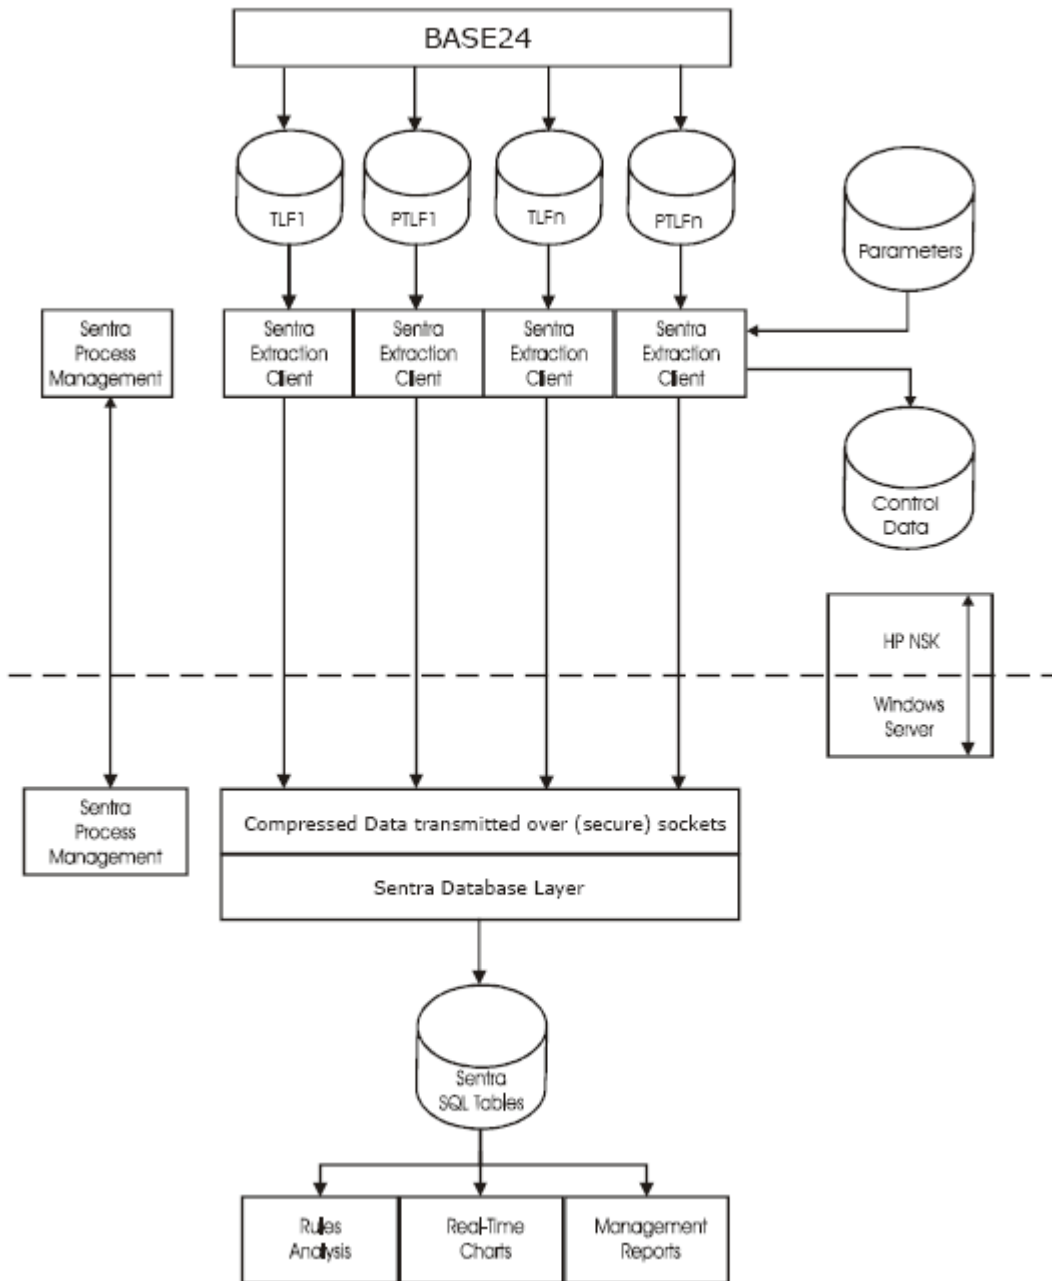 BASE24
TLF1
PTLF1
TLFn
PTLFn
Parameters
Sentra
Process
Management
Sentra
Extraction
Client
Sentra
Extraction
Client
Sentra
Extraction
Client
Sentra
Extraction
Client
Control
Data
HP NSK
Windows
Server
Sentra
Process
Management
Compressed Data transmitted over (secure) sockets
Sentra Database Layer
Sentra
SQL Tables
Rules
Analysis
Real-Time
Charts
Management
Reports